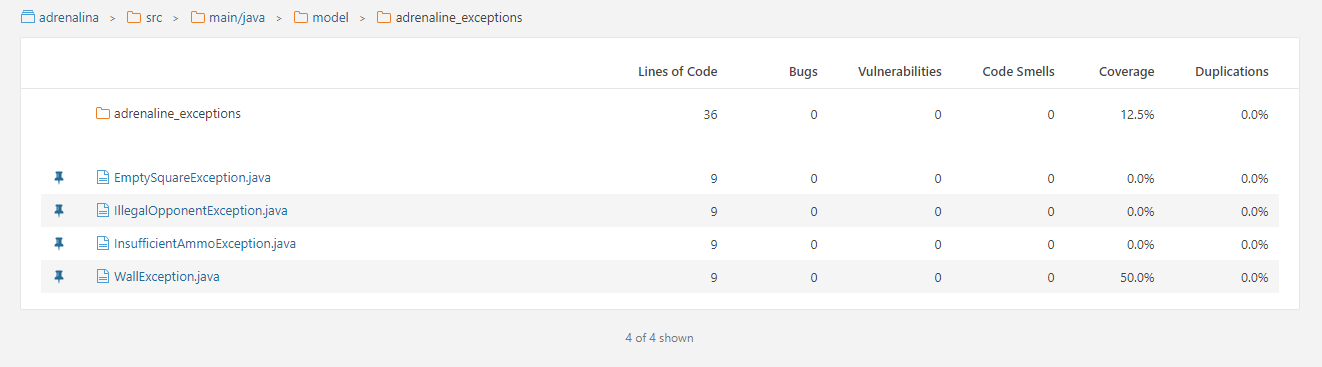 adrenalina > src > main/java > model > adrenaline_exceptions
Lines of Code Bugs Vulnerabilities Code Smells Coverage Duplications
adrenaline_exceptions 36 0 0 0 12.5% 0.0%
EmptySquareException.java 9 0 0 0 0.0% 0.0%
IllegalOpponentException.java 9 0 0 0 0.0% 0.0%
InsufficientAmmoException.java 9 0 0 0 0.0% 0.0%
WallException.java 9 0 0 0 50.0% 0.0%
4 of 4 shown